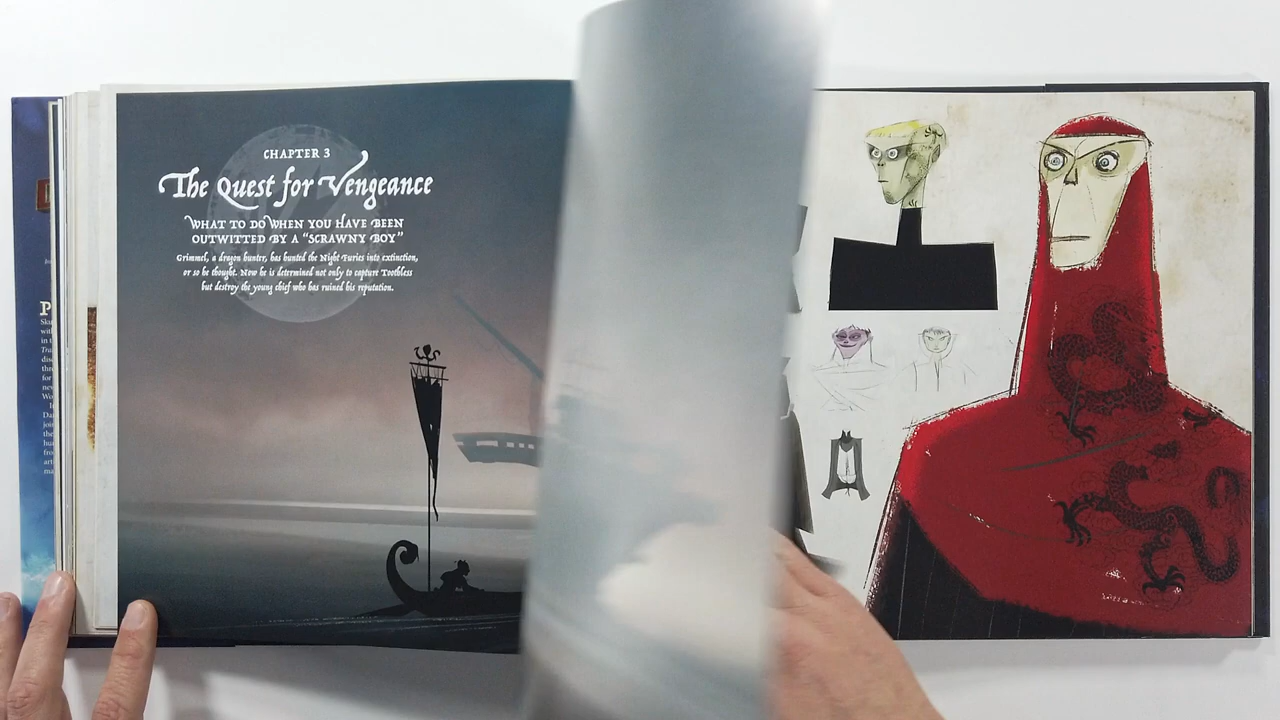 CHAPTER 3
The Quest for Vengeance
WHAT TO DO WHEN YOU HAVE BEEN
OUTWITTED BY A "SCRAWNY BOY"
Grimmel, a dragon hunter, has hunted the Night Furies into extinction,
or so he thought. Now he is determined not only to capture Toothless
but destroy the young chief who has ruined his reputation.